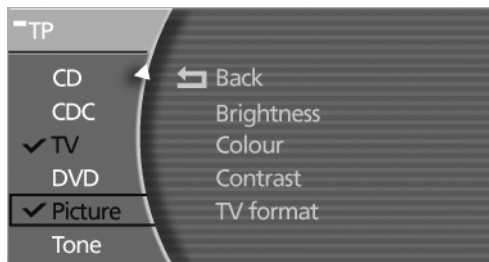 TP
CD
CDC
✓ TV
DVD
✓ Picture
Tone
Back
Brightness
Colour
Contrast
TV format